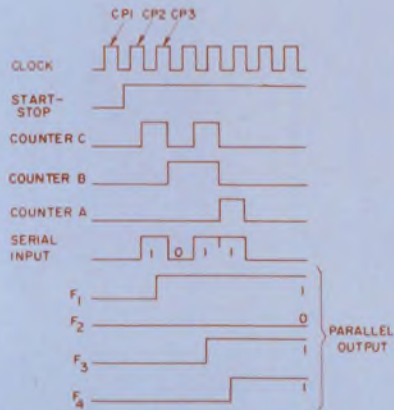 CP1 CP2 CP3
CLOCK
START-
STOP
COUNTER C
COUNTER B
COUNTER A
SERIAL
INPUT
1 0 1 1
F1 1
F2 0
F3 1
F4 1
PARALLEL
OUTPUT